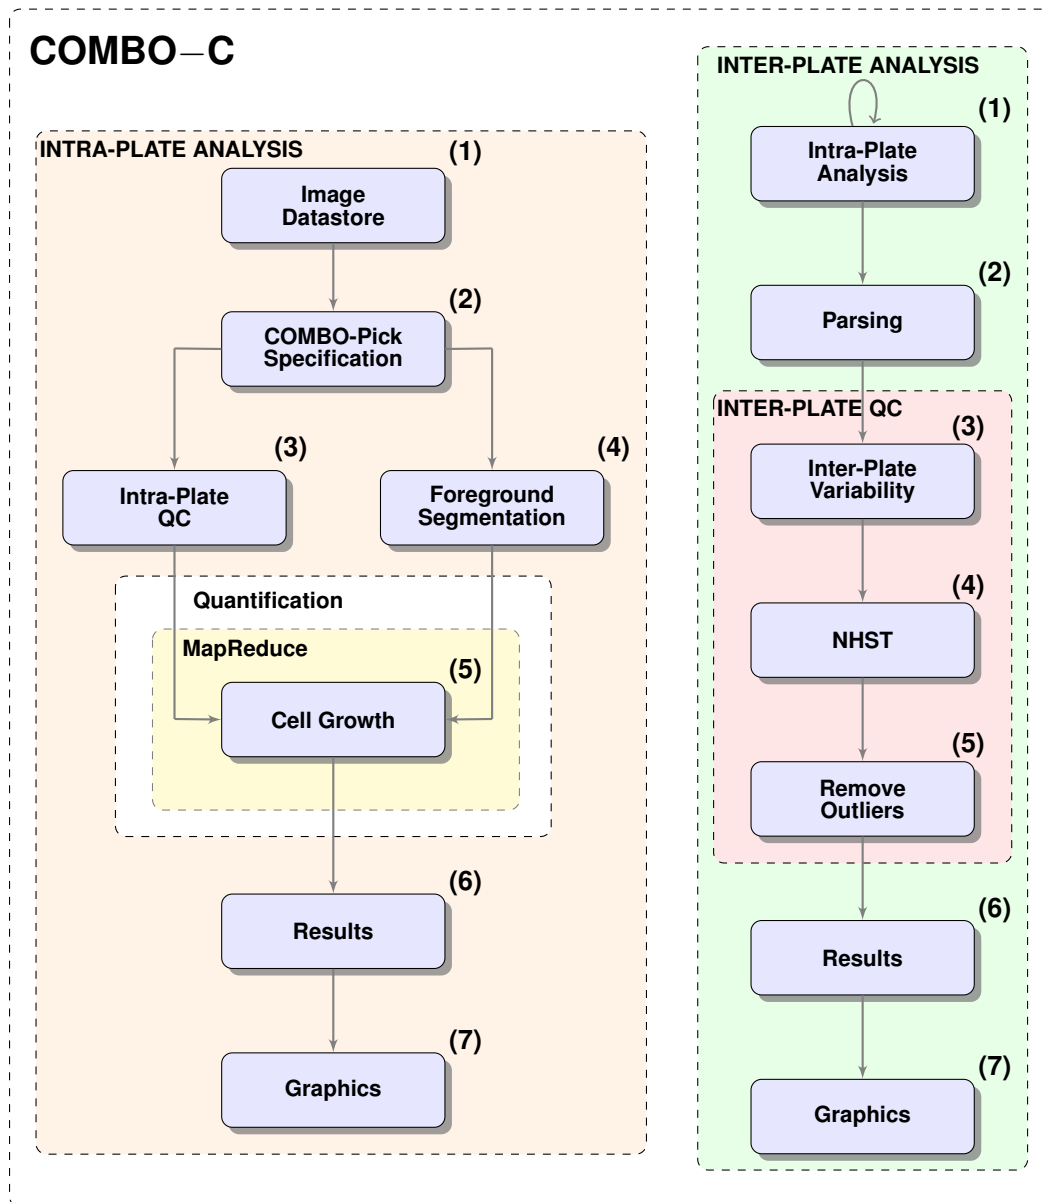 COMBO–C
INTRA-PLATE ANALYSIS
(1)
Image
Datastore
(2)
COMBO-Pick
Specification
(3)
Intra-Plate
QC
(4)
Foreground
Segmentation
Quantification
MapReduce
(5)
Cell Growth
(6)
Results
(7)
Graphics
INTER-PLATE ANALYSIS
(1)
Intra-Plate
Analysis
(2)
Parsing
INTER-PLATE QC
(3)
Inter-Plate
Variability
(4)
NHST
(5)
Remove
Outliers
(6)
Results
(7)
Graphics